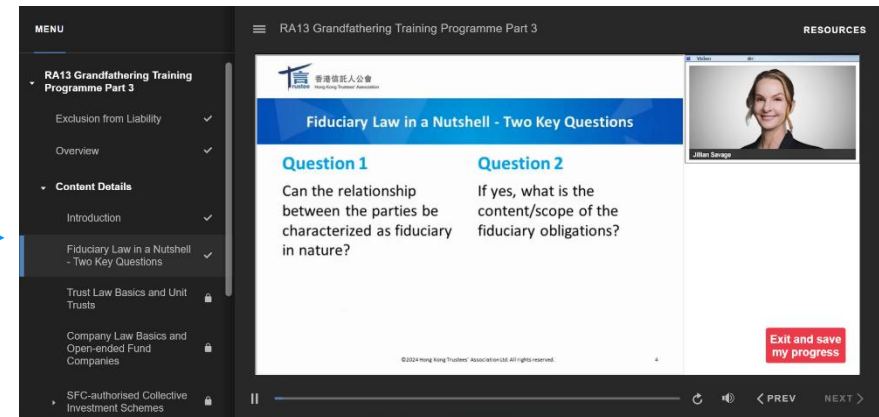 MENU
RA13 Grandfathering Training
Programme Part 3
Exclusion from Liability
Overview
Content Details
Introduction
Fiduciary Law in a Nutshell
- Two Key Questions
Trust Law Basics and Unit
Trusts
Company Law Basics and
Open-ended Fund
Companies
SFC-authorised Collective
Investment Schemes
RA13 Grandfathering Training Programme Part 3
RESOURCES
Trustee
香港信託人公會
Hong Kong Trustees' Association
Fiduciary Law in a Nutshell - Two Key Questions
Question 1
Can the relationship
between the parties be
characterized as fiduciary
in nature?
Question 2
If yes, what is the
content/scope of the
fiduciary obligations?
©2024 Hong Kong Trustees' Association Ltd. All rights reserved.
4
Video
Jillian Savage
Exit and save
my progress
PREV
NEXT